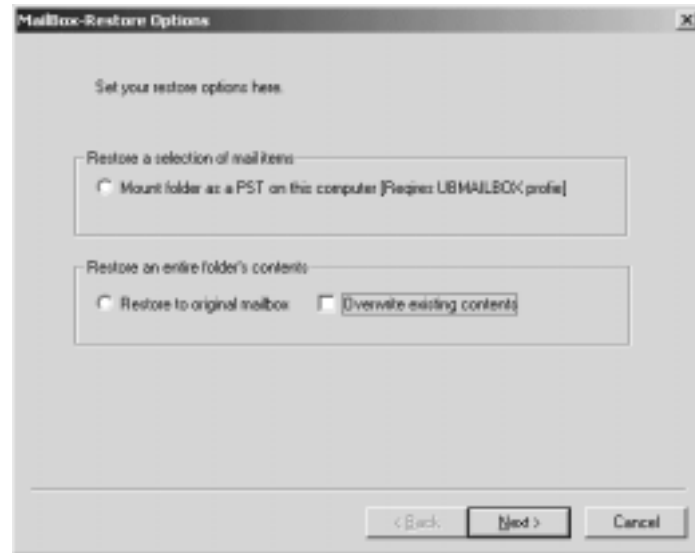 MailBox-Restore Options
Set your restore options here.
Restore a selection of mail items
Mount folder as a PST on this computer [Reqires UBMAILBOX profile]
Restore an entire folder's contents
Restore to original mailbox Overwrite existing contents
< Back Next > Cancel